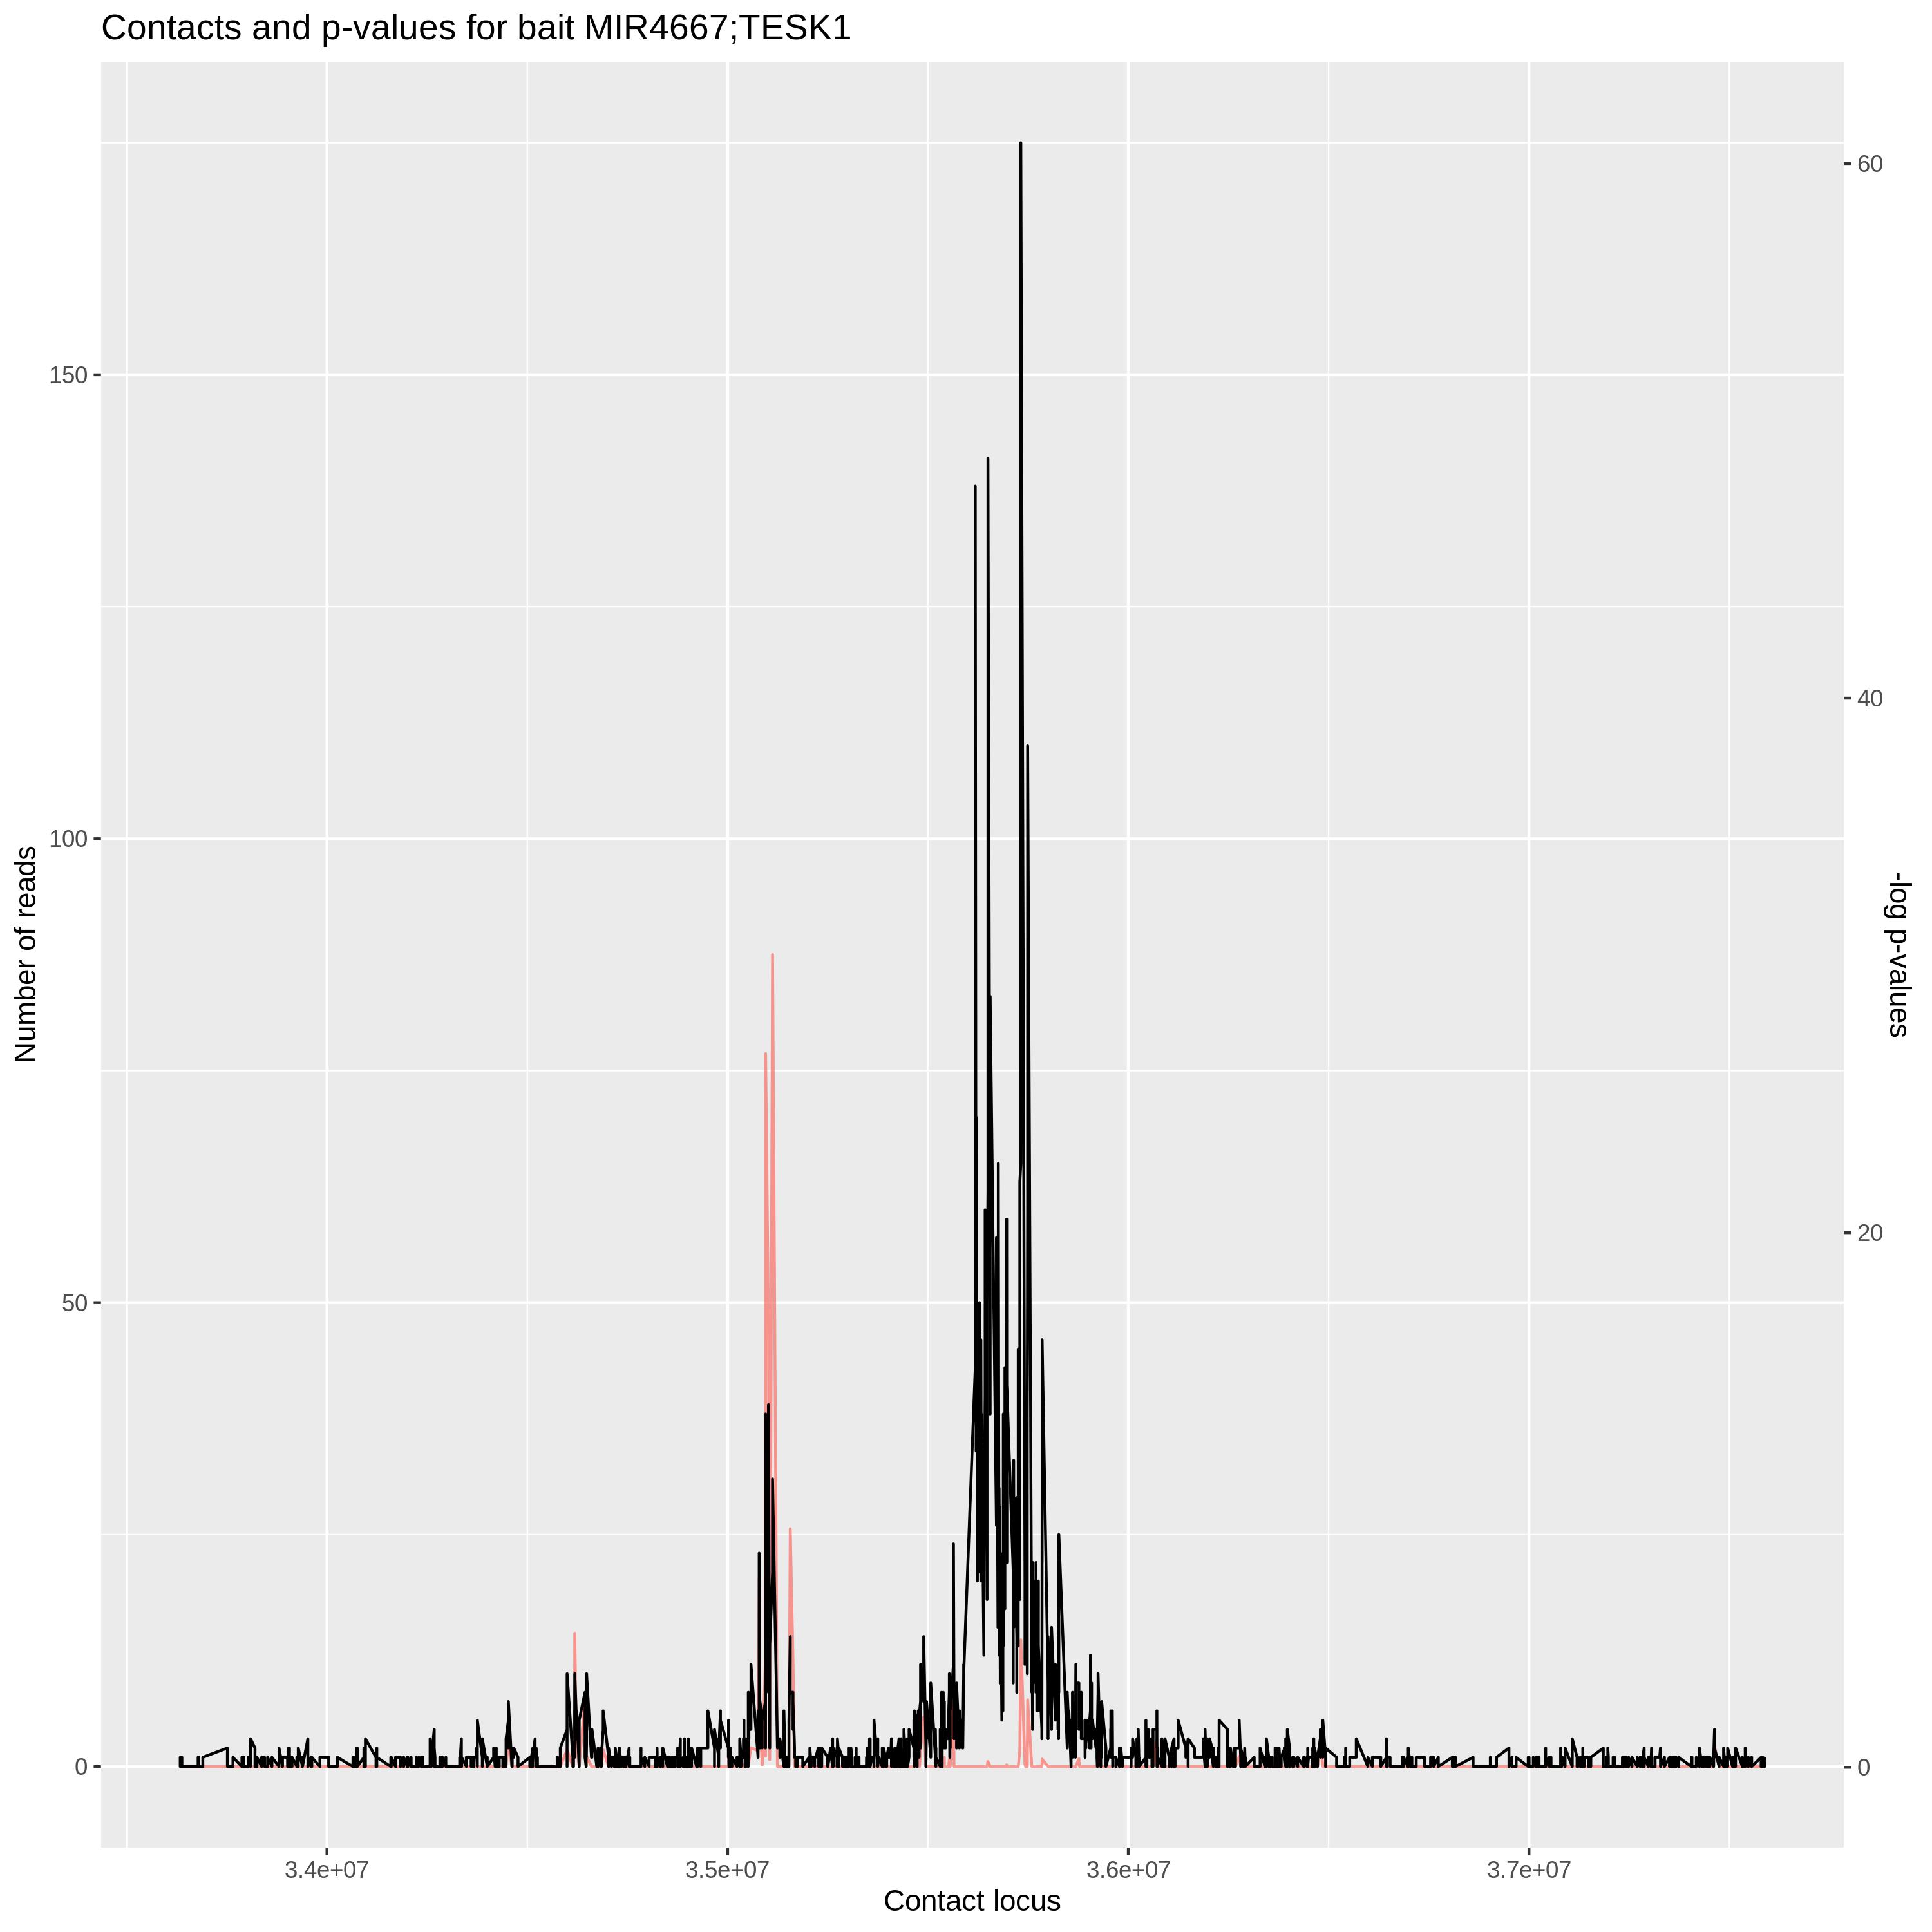 Contacts and p-values for bait MIR4667;TESK1
Number of reads
150
100
50
0
60
40
20
0
-log p-values
3.4e+07 3.5e+07 3.6e+07 3.7e+07
Contact locus